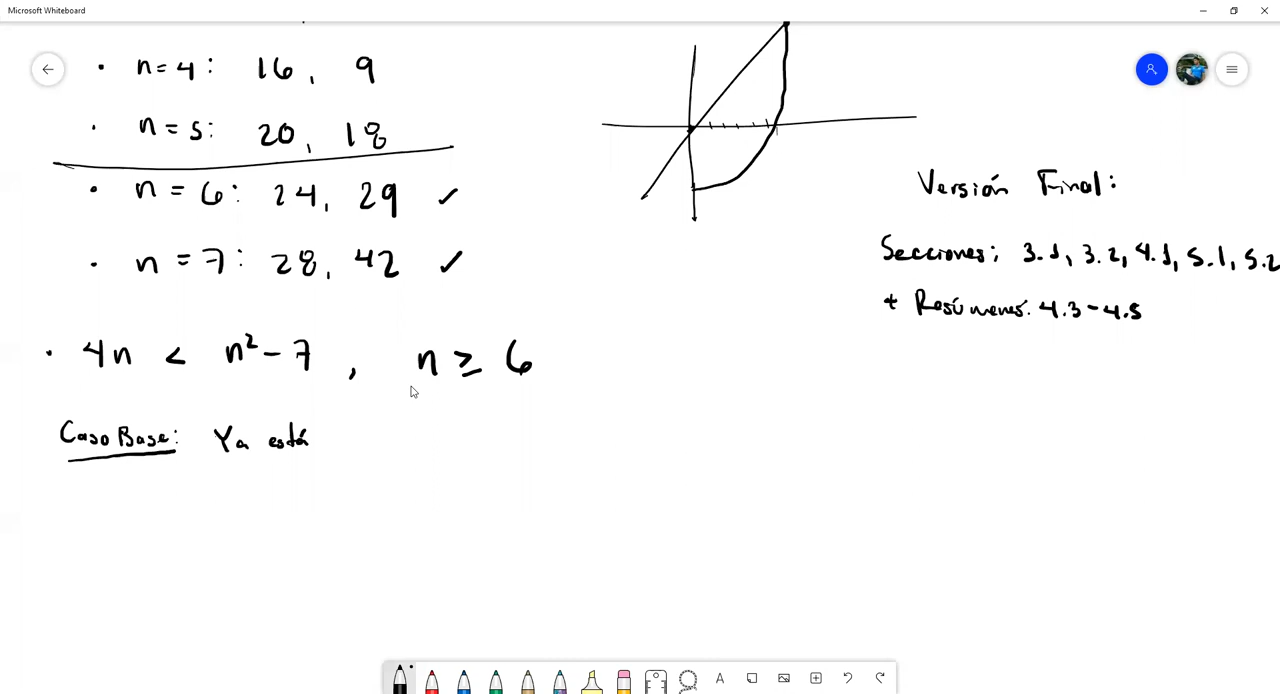 Microsoft Whiteboard
• n=4: 16, 9
• n=5: 20, 18
• n=6: 24, 29 ✓
• n=7: 28, 42 ✓
• 4n < n²-7, n ≥ 6
Caso Base: Ya está
Versión Final:
Secciones: 3.1, 3.2, 4.1, 5.1, 5.2
+ Resúmenes: 4.3-4.5
A